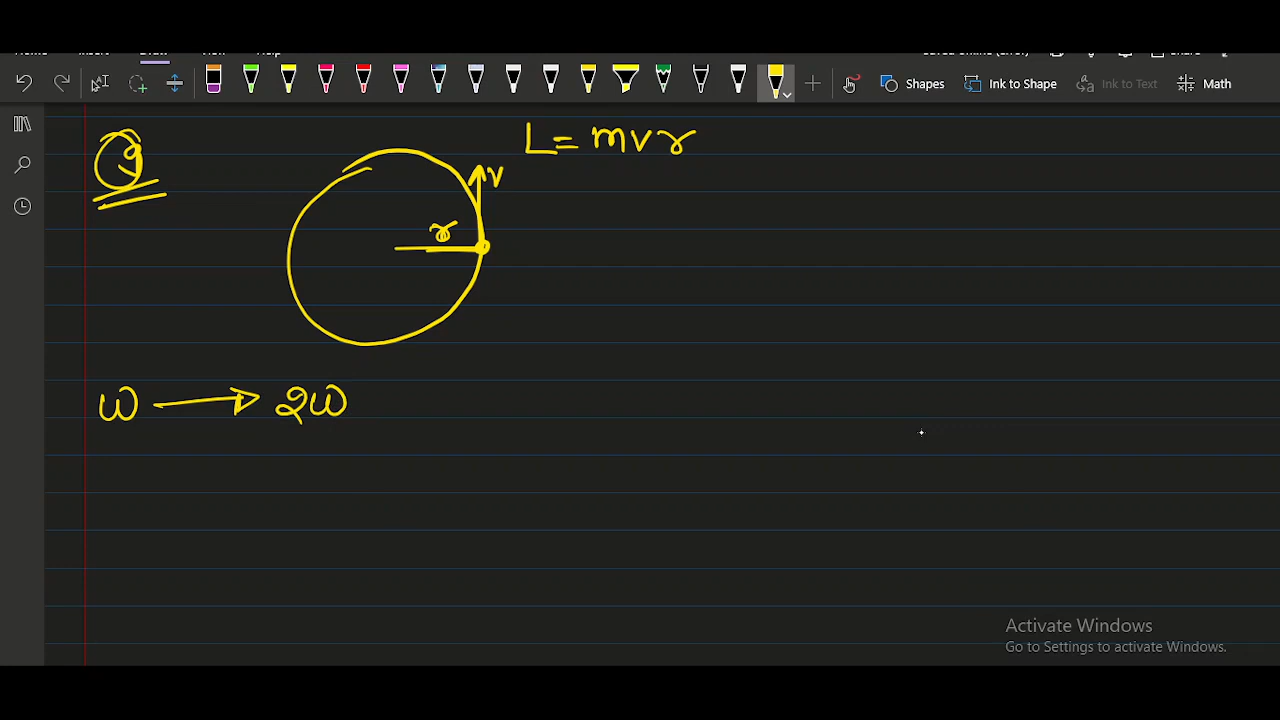 Shapes
Ink to Shape
Ink to Text
Math
Q
L = mvr
v
r
ω → 2ω
Activate Windows
Go to Settings to activate Windows.